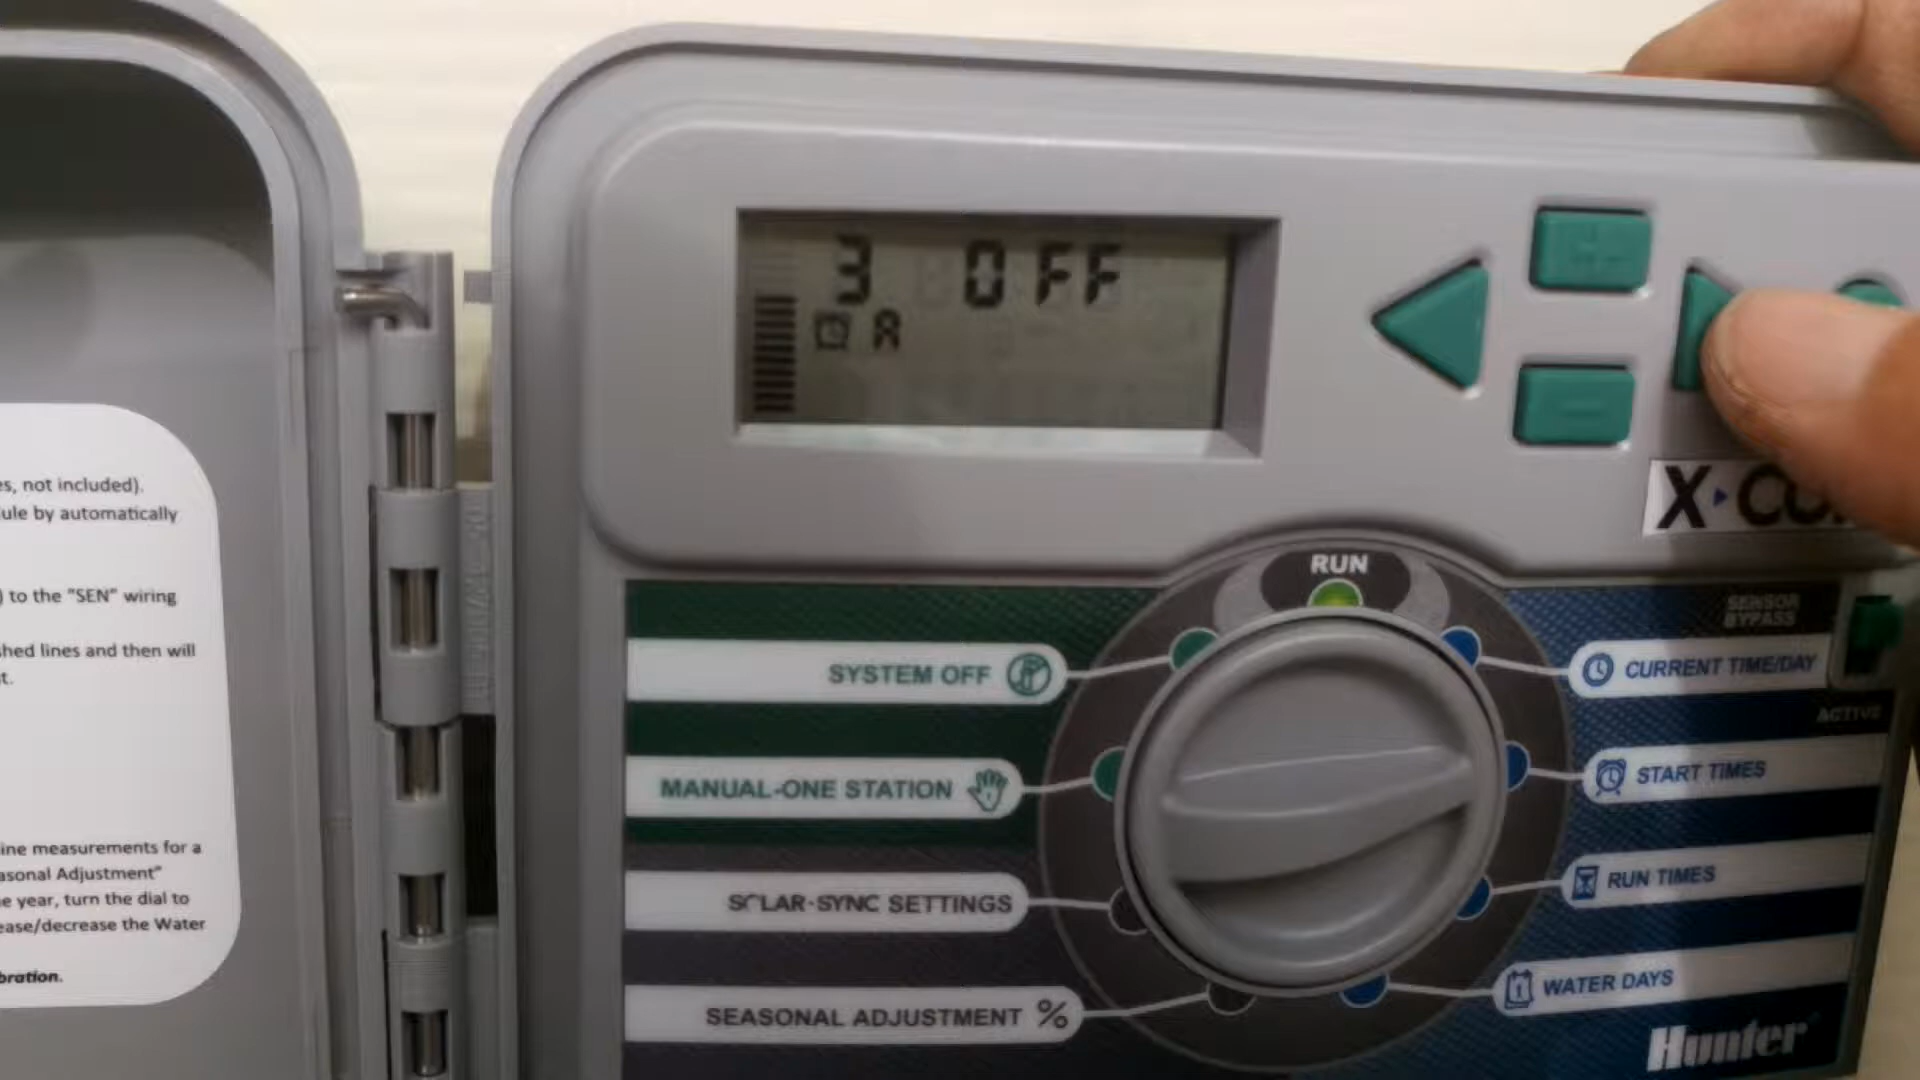 es, not included).
ule by automatically
) to the "SEN" wiring
shed lines and then will
t.
ine measurements for a
asonal Adjustment"
e year, turn the dial to
ease/decrease the Water
bration.
3 OFF
A
+
-
X
RUN
SENSOR
BYPASS
ACTIVE
SYSTEM OFF
MANUAL-ONE STATION
SOLAR-SYNC SETTINGS
SEASONAL ADJUSTMENT %
CURRENT TIME/DAY
START TIMES
RUN TIMES
1 WATER DAYS
Hunter